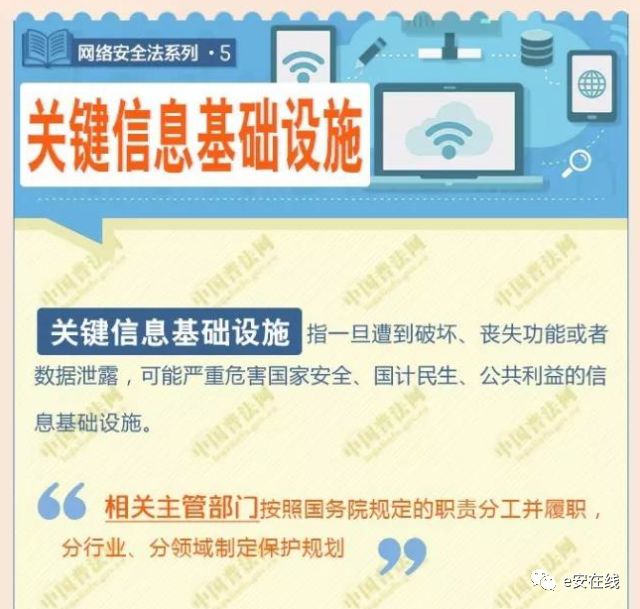 网络安全法系列·5
关键信息基础设施
关键信息基础设施 指一旦遭到破坏、丧失功能或者
数据泄露，可能严重危害国家安全、国计民生、公共利益的信
息基础设施。
“相关主管部门按照国务院规定的职责分工并履职，
分行业、分领域制定保护规划”
中国普法网
e安在线